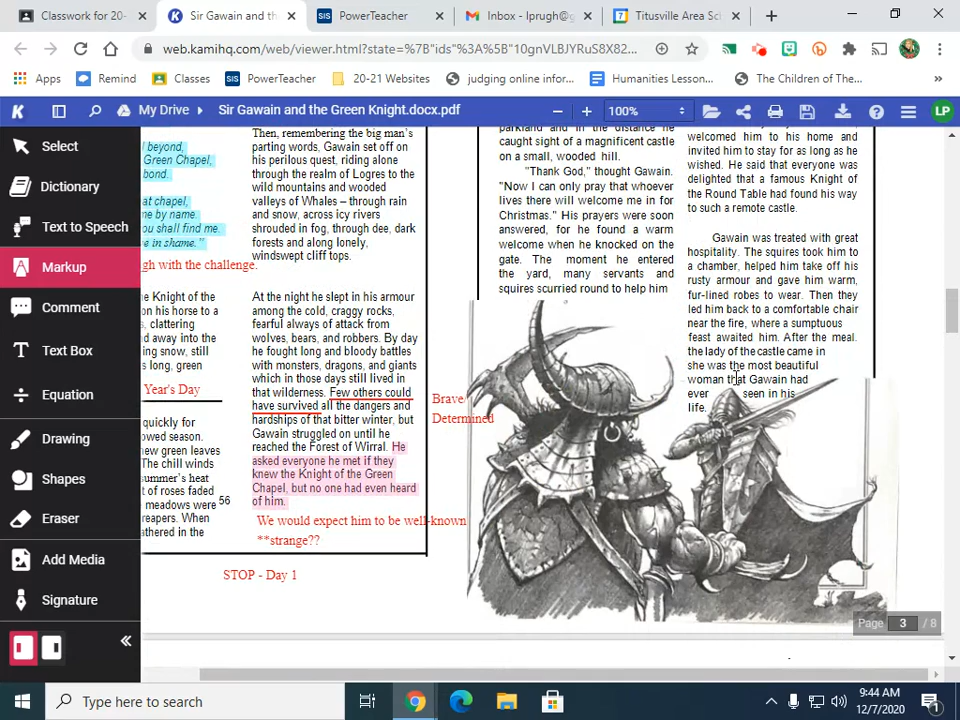 Classwork for 20-
Sir Gawain and th
PowerTeacher
Inbox - lprugh@g
Titusville Area Sc
web.kamihq.com/web/viewer.html?state=%7B"ids"%3A%5B"10gnVLBJYRuS8X82...
Apps
Remind
Classes
PowerTeacher
20-21 Websites
judging online infor...
Humanities Lesson...
The Children of The...
»
My Drive
Sir Gawain and the Green Knight.docx.pdf
100%
LP
Select
Dictionary
Text to Speech
Markup
Comment
Text Box
Equation
Drawing
Shapes
Eraser
Add Media
Signature
l beyond,
Green Chapel,
bond.
at chapel,
me by name.
ou shall find me.
e in shame."
gh with the challenge.
e Knight of the
on his horse to a
, clattering
d away into the
ing snow, still
s long, green
Year's Day
quickly for
owed season.
new green leaves
The chill winds
summer's heat
t of roses faded
meadows were
reapers. When
athered in the
56
Then, remembering the big man's
parting words, Gawain set off on
his perilous quest, riding alone
through the realm of Logres to the
wild mountains and wooded
valleys of Whales – through rain
and snow, across icy rivers
shrouded in fog, through dee, dark
forests and along lonely,
windswept cliff tops.
At the night he slept in his armour
among the cold, craggy rocks,
fearful always of attack from
wolves, bears, and robbers. By day
he fought long and bloody battles
with monsters, dragons, and giants
which in those days still lived in
that wilderness. Few others could
have survived all the dangers and
hardships of that bitter winter, but
Gawain struggled on until he
reached the Forest of Wirral. He
asked everyone he met if they
knew the Knight of the Green
Chapel, but no one had even heard
of him.
Brave/
Determined
We would expect him to be well-known
**strange??
STOP - Day 1
parkland and in the distance he
caught sight of a magnificent castle
on a small, wooded hill.
"Thank God," thought Gawain.
"Now I can only pray that whoever
lives there will welcome me in for
Christmas." His prayers were soon
answered, for he found a warm
welcome when he knocked on the
gate. The moment he entered
the yard, many servants and
squires scurried round to help him
welcomed him to his home and
invited him to stay for as long as he
wished. He said that everyone was
delighted that a famous Knight of
the Round Table had found his way
to such a remote castle.
Gawain was treated with great
hospitality. The squires took him to
a chamber, helped him take off his
rusty armour and gave him warm,
fur-lined robes to wear. Then they
led him back to a comfortable chair
near the fire, where a sumptuous
feast awaited him. After the meal.
the lady of the castle came in
she was the most beautiful
woman that Gawain had
ever seen in his
life.
Page 3 / 8
Type here to search
9:44 AM
12/7/2020